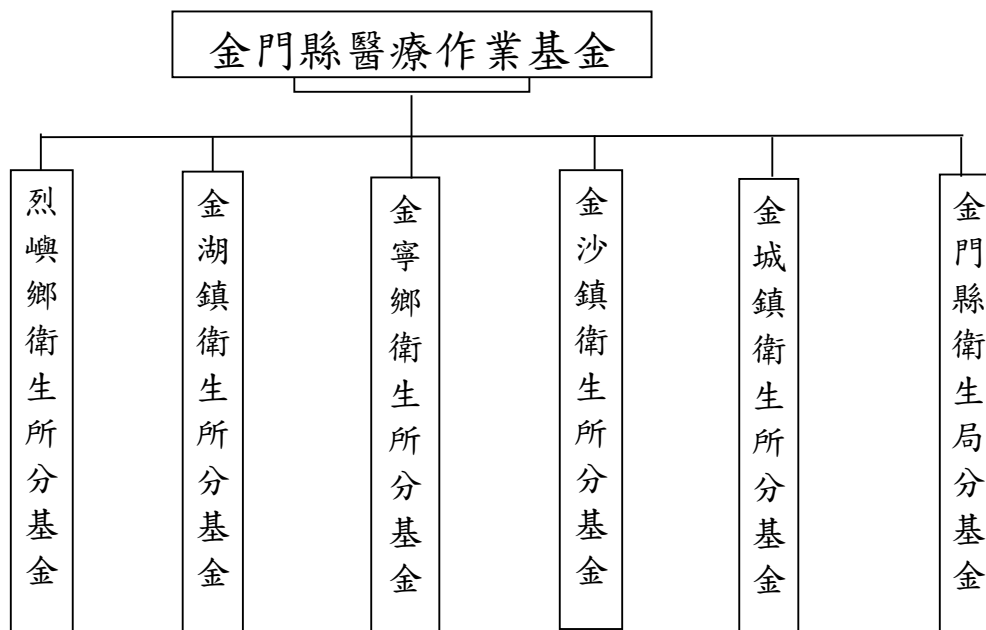 金門縣醫療作業基金
烈嶼鄉衛生所分基金
金湖鎮衛生所分基金
金寧鄉衛生所分基金
金沙鎮衛生所分基金
金城鎮衛生所分基金
金門縣衛生局分基金